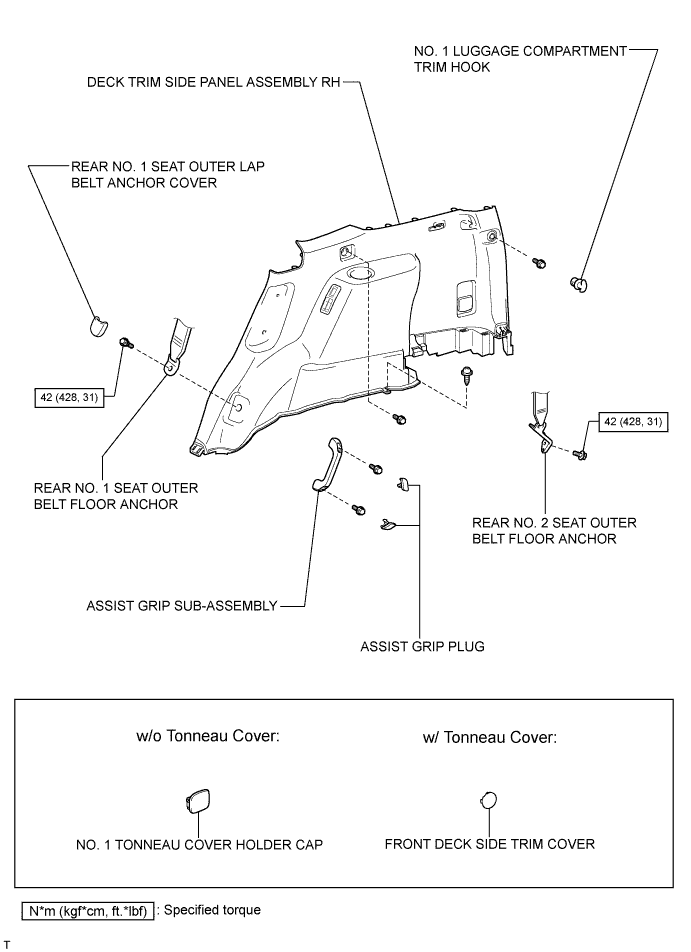 NO. 1 LUGGAGE COMPARTMENT
TRIM HOOK
DECK TRIM SIDE PANEL ASSEMBLY RH
REAR NO. 1 SEAT OUTER LAP
BELT ANCHOR COVER
42 (428, 31)
42 (428, 31)
REAR NO. 1 SEAT OUTER
BELT FLOOR ANCHOR
REAR NO. 2 SEAT OUTER
BELT FLOOR ANCHOR
ASSIST GRIP SUB-ASSEMBLY
ASSIST GRIP PLUG
w/o Tonneau Cover:
w/ Tonneau Cover:
NO. 1 TONNEAU COVER HOLDER CAP
FRONT DECK SIDE TRIM COVER
N*m (kgf*cm, ft.*lbf) : Specified torque
T